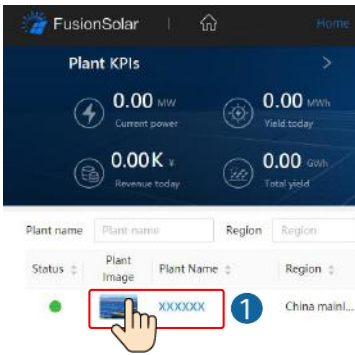 FusionSolar
Home
Plant KPIs
>
0.00 MW
Current power
0.00 MWh
Yield today
0.00K ¥
Revenue today
0.00 GWh
Total yield
Plant name Plant name Region Region
Status Plant Image Plant Name Region
XXXXXX 1 China mainl...